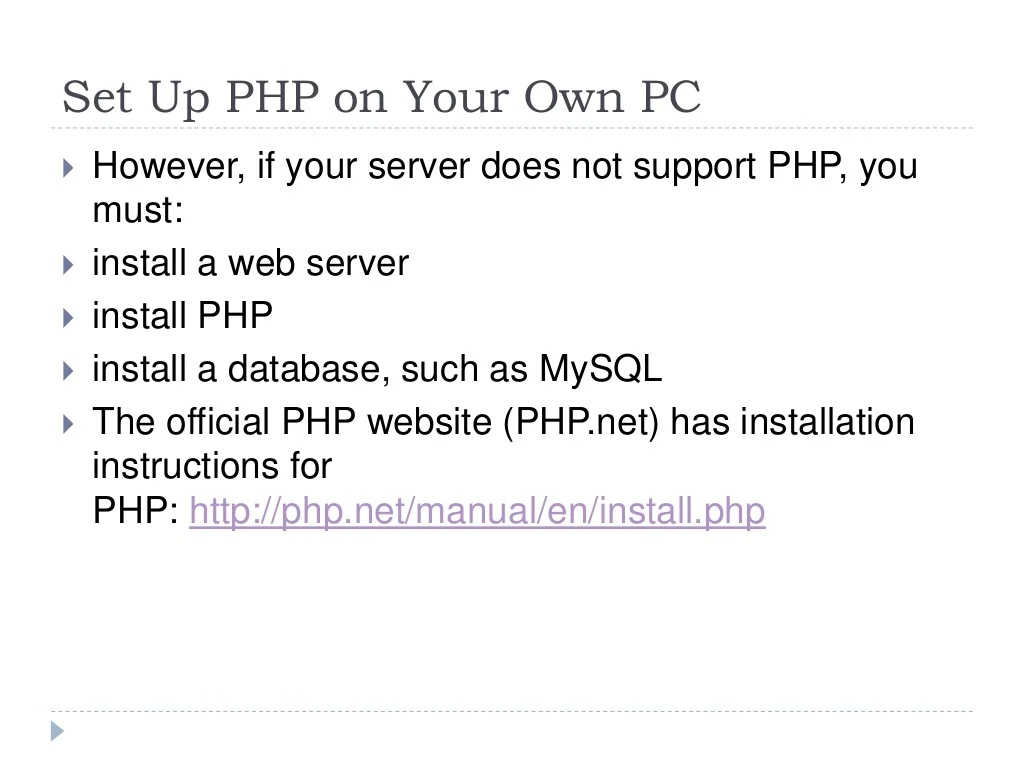 Set Up PHP on Your Own PC
However, if your server does not support PHP, you
must:
install a web server
install PHP
install a database, such as MySQL
The official PHP website (PHP.net) has installation
instructions for
PHP: http://php.net/manual/en/install.php